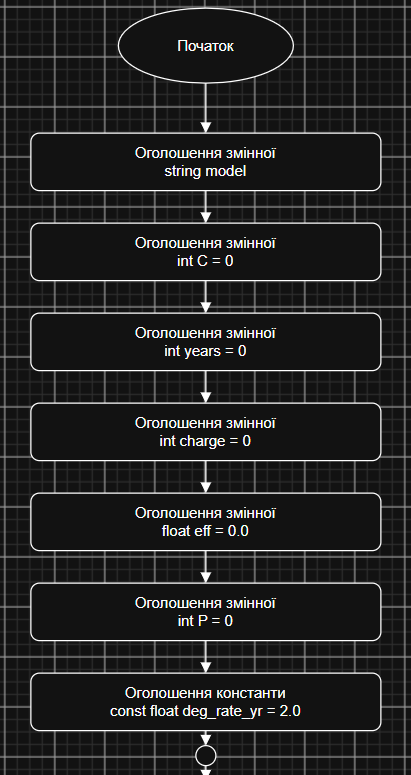 Початок
Оголошення змінної
string model
Оголошення змінної
int C = 0
Оголошення змінної
int years = 0
Оголошення змінної
int charge = 0
Оголошення змінної
float eff = 0.0
Оголошення змінної
int P = 0
Оголошення константи
const float deg_rate_yr = 2.0